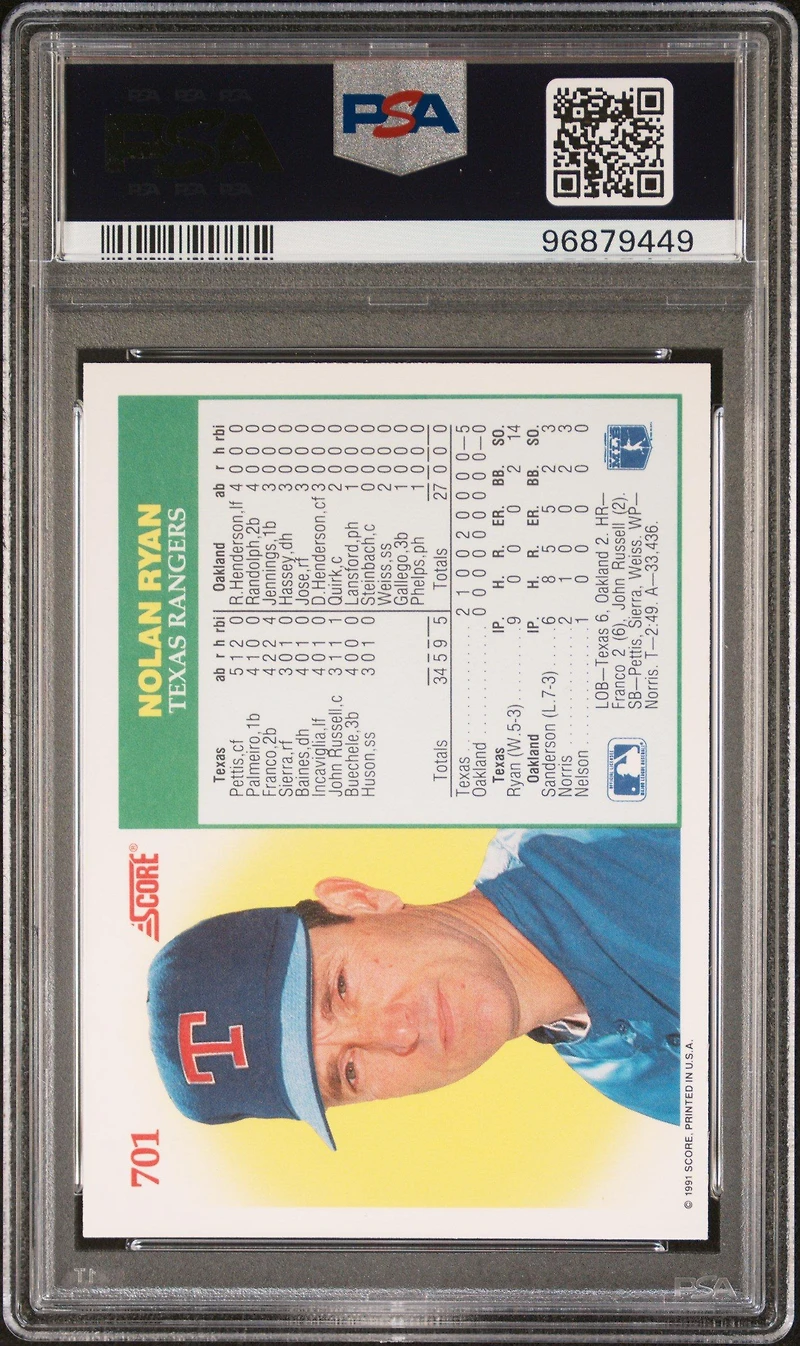 PSA
PSA PSA PSA
PSA
PSA PSA PSA
96879449
NOLAN RYAN
TEXAS RANGERS
Texas ab r h rbi Oakland ab r h rbi
Pettis,cf 5 1 2 0 R.Henderson,lf 4 0 0 0
Palmeiro,1b 4 1 0 0 Randolph,2b 4 0 0 0
Franco,2b 4 2 2 4 Jennings,1b 3 0 0 0
Sierra,rf 3 0 1 0 Hassey,dh 3 0 0 0
Baines,dh 4 0 1 0 Jose,rf 3 0 0 0
Incaviglia,lf 4 0 1 0 D.Henderson,cf 3 0 0 0
John Russell,c 3 1 1 1 Quirk,c 2 0 0 0
Buechele,3b 4 0 0 0 Lansford,ph 1 0 0 0
Huson,ss 3 0 1 0 Steinbach,c 0 0 0 0
Weiss,ss 2 0 0 0
Gallego,3b 1 0 0 0
Phelps,ph 1 0 0 0
Totals 34 5 9 5 Totals 27 0 0 0
Texas 2 1 0 0 2 0 0 0 0—5
Oakland 0 0 0 0 0 0 0 0 0—0
Texas IP. H. R. ER. BB. SO.
Ryan (W.5-3) 9 0 0 0 2 14
Oakland IP. H. R. ER. BB. SO.
Sanderson (L.7-3) 6 8 5 5 2 3
Norris 2 1 0 0 2 3
Nelson 1 0 0 0 0 0
LOB—Texas 6, Oakland 2. HR—
Franco 2 (6), John Russell (2).
SB—Pettis, Sierra, Weiss. WP—
Norris. T—2:49. A—33,436.
SCORE®
701
T
© 1991 SCORE, PRINTED IN U.S.A.
PSA